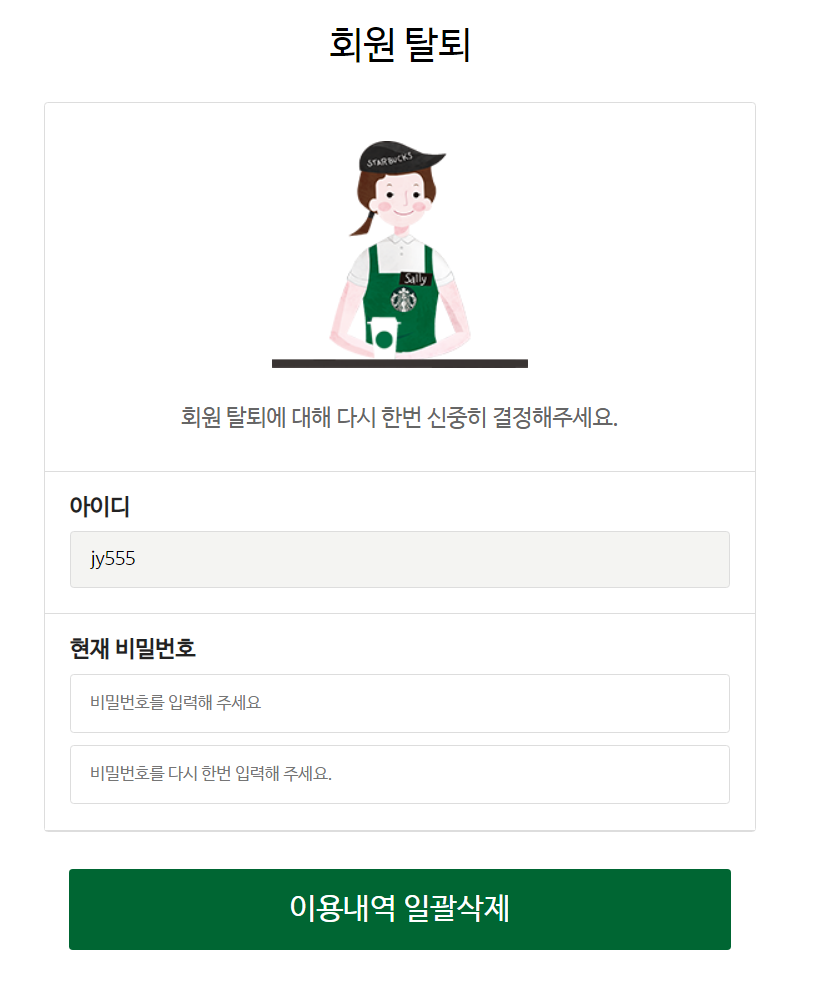 회원 탈퇴
STARBUCKS
Sally
회원 탈퇴에 대해 다시 한번 신중히 결정해주세요.
아이디
jy555
현재 비밀번호
비밀번호를 입력해 주세요
비밀번호를 다시 한번 입력해 주세요.
이용내역 일괄삭제